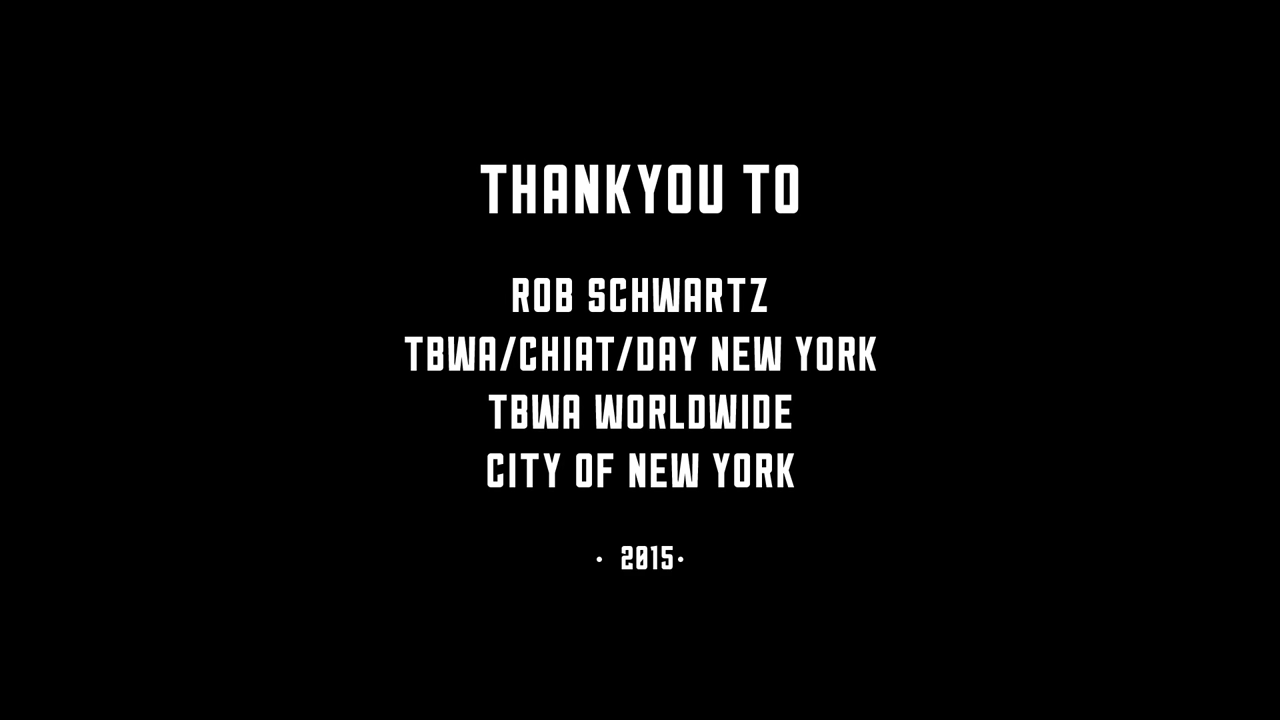 THANKYOU TO
ROB SCHWARTZ
TBWA/CHIAT/DAY NEW YORK
TBWA WORLDWIDE
CITY OF NEW YORK
· 2015·